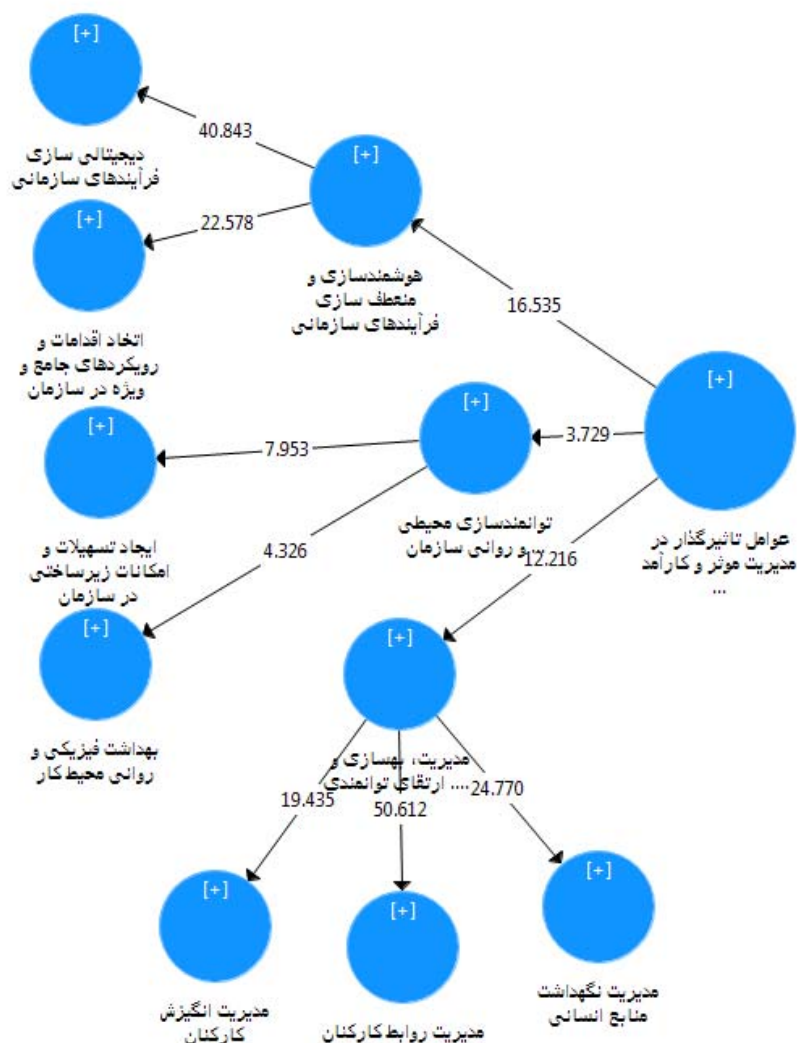 [+]
40.843
دیجیتالی سازی
فرآیندهای سازمانی
[+]
[+]
22.578
هوشمندسازی و
منعطف سازی
فرآیندهای سازمانی
16.535
اتخاذ اقدامات و
رویکردهای جامع و
ویژه در سازمان
[+]
[+]
[+]
7.953
3.729
ایجاد تسهیلات و
امکانات زیرساختی
در سازمان
توانمندسازی محیطی
و روانی سازمان ...
عوامل تاثیرگذار در
مدیریت موثر و کارآمد
...
4.326
12.216
[+]
[+]
بهداشت فیزیکی و
روانی محیط کار
مدیریت، بهسازی و
ارتقای توانمندی ....
19.435
50.612
24.770
[+]
[+]
[+]
مدیریت انگیزش
کارکنان
مدیریت روابط کارکنان
مدیریت نگهداشت
منابع انسانی